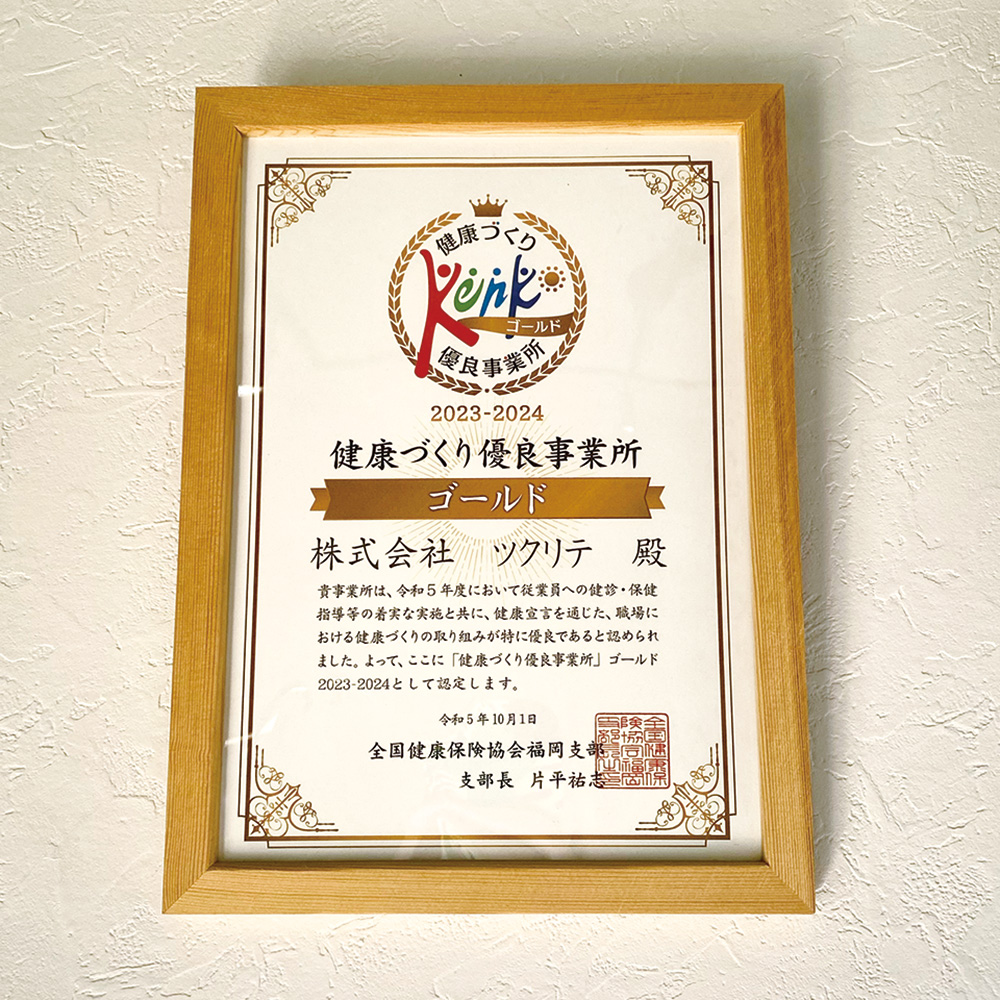 健康づくり
Kenko
ゴールド
優良事業所
2023-2024
健康づくり優良事業所
ゴールド
株式会社 ツクリテ 殿
貴事業所は、令和5年度において従業員への健診・保健
指導等の着実な実施と共に、健康宣言を通じた、職場に
おける健康づくりの取り組みが特に優良であると認められ
ました。よって、ここに「健康づくり優良事業所」ゴールド
2023-2024として認定します。
令和5年10月1日
全国健康保険協会福岡支部
支部長 片平祐志